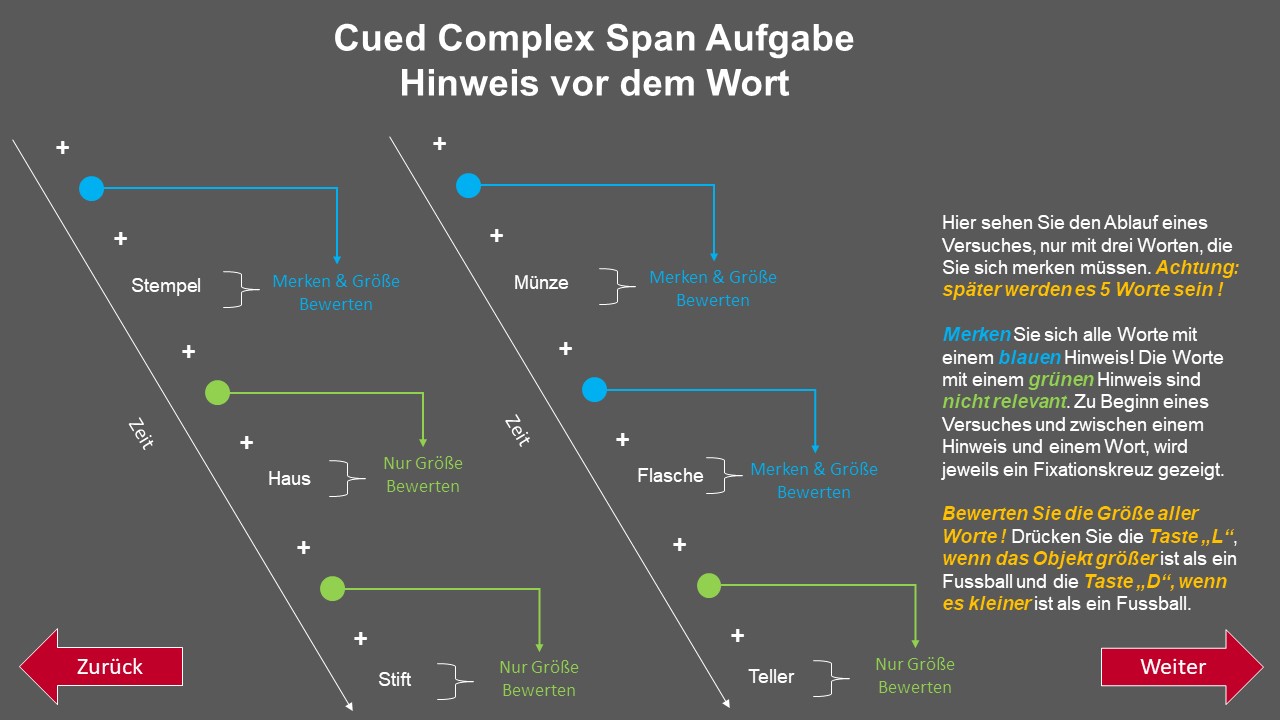 Cued Complex Span Aufgabe
Hinweis vor dem Wort
+
+
Stempel
Merken & Größe
Bewerten
+
Zeit
+
Haus
Nur Größe
Bewerten
+
+
Stift
Nur Größe
Bewerten
+
+
Münze
Merken & Größe
Bewerten
+
Zeit
+
Flasche
Merken & Größe
Bewerten
+
+
Teller
Nur Größe
Bewerten
Hier sehen Sie den Ablauf eines
Versuches, nur mit drei Worten, die
Sie sich merken müssen. Achtung:
später werden es 5 Worte sein !
Merken Sie sich alle Worte mit
einem blauen Hinweis! Die Worte
mit einem grünen Hinweis sind
nicht relevant. Zu Beginn eines
Versuches und zwischen einem
Hinweis und einem Wort, wird
jeweils ein Fixationskreuz gezeigt.
Bewerten Sie die Größe aller
Worte ! Drücken Sie die Taste „L“,
wenn das Objekt größer ist als ein
Fussball und die Taste „D“, wenn
es kleiner ist als ein Fussball.
Zurück
Weiter